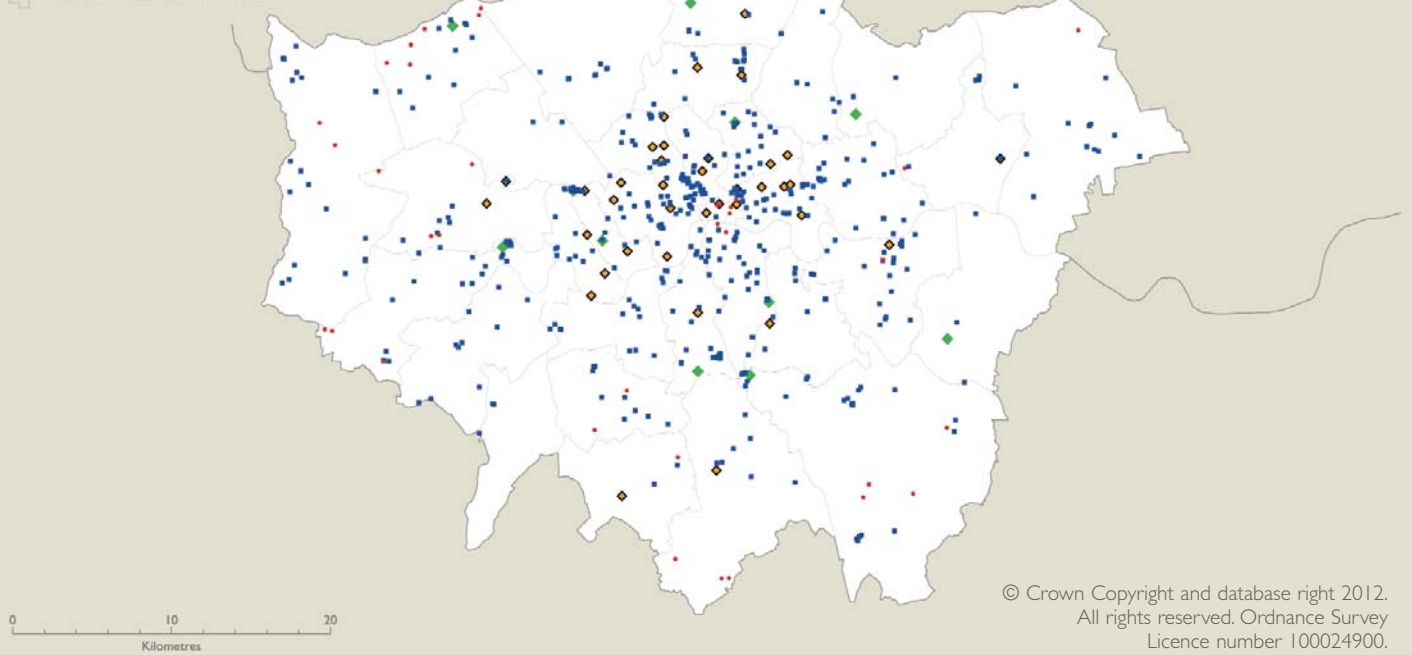 0 10 20
Kilometres
© Crown Copyright and database right 2012.
All rights reserved. Ordnance Survey
Licence number 100024900.